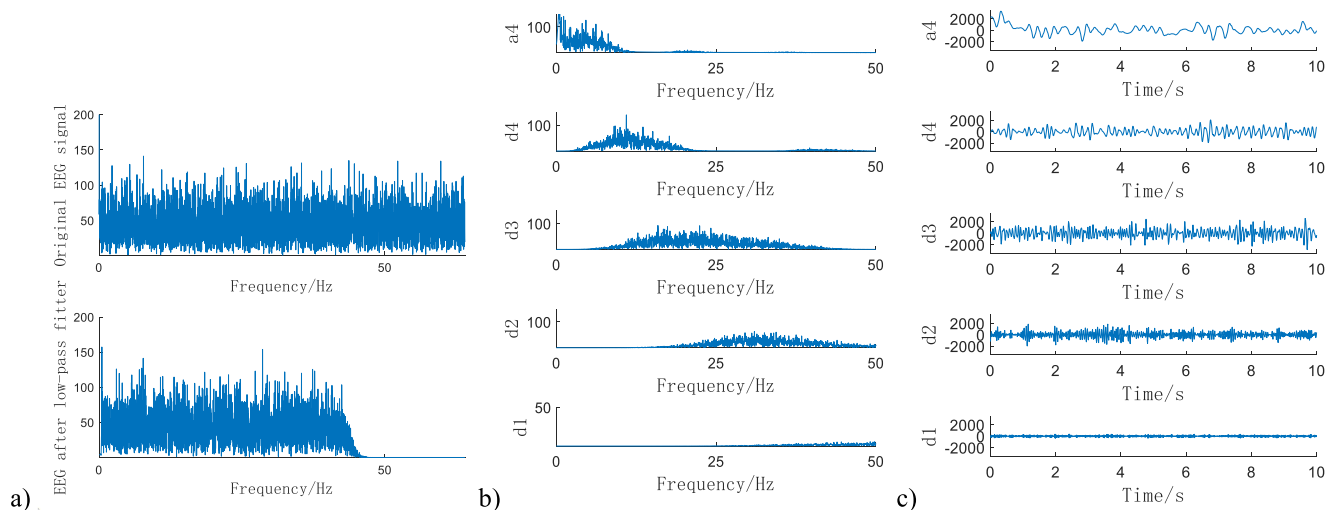 a)
Original EEG signal
200
150
100
50
0
50
Frequency/Hz
EEG after low-pass fitter
200
150
100
50
0
50
Frequency/Hz
b)
a4
100
0
25
50
Frequency/Hz
d4
100
0
25
50
Frequency/Hz
d3
100
0
25
50
Frequency/Hz
d2
100
0
25
50
Frequency/Hz
d1
50
0
25
50
Frequency/Hz
c)
a4
2000
0
-2000
0 2 4 6 8 10
Time/s
d4
2000
0
-2000
0 2 4 6 8 10
Time/s
d3
2000
0
-2000
0 2 4 6 8 10
Time/s
d2
2000
0
-2000
0 2 4 6 8 10
Time/s
d1
2000
0
-2000
0 2 4 6 8 10
Time/s